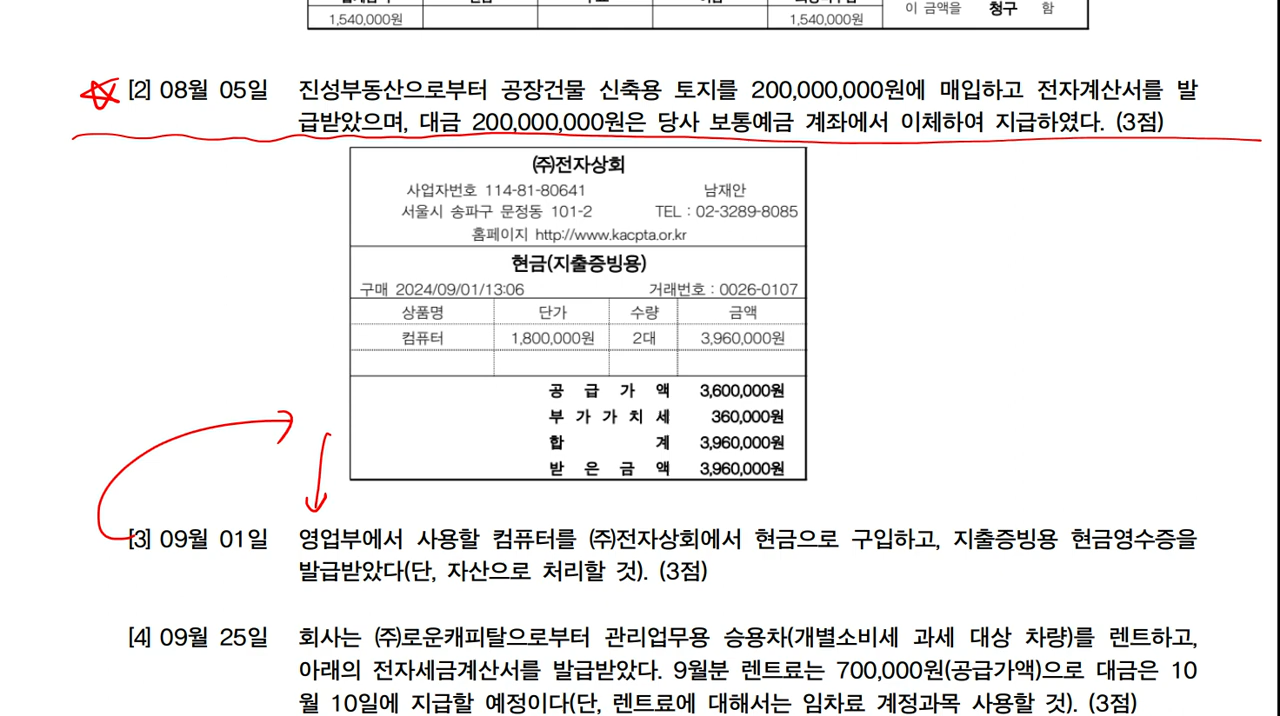 1,540,000원 1,540,000원 이 금액을 청구 함
[2] 08월 05일 진성부동산으로부터 공장건물 신축용 토지를 200,000,000원에 매입하고 전자계산서를 발
급받았으며, 대금 200,000,000원은 당사 보통예금 계좌에서 이체하여 지급하였다. (3점)
㈜전자상회
사업자번호 114-81-80641 남재안
서울시 송파구 문정동 101-2 TEL : 02-3289-8085
홈페이지 http://www.kacpta.or.kr
현금(지출증빙용)
구매 2024/09/01/13:06 거래번호 : 0026-0107
상품명 단가 수량 금액
컴퓨터 1,800,000원 2대 3,960,000원
공 급 가 액 3,600,000원
부 가 가 치 세 360,000원
합 계 3,960,000원
받 은 금 액 3,960,000원
[3] 09월 01일 영업부에서 사용할 컴퓨터를 ㈜전자상회에서 현금으로 구입하고, 지출증빙용 현금영수증을
발급받았다(단, 자산으로 처리할 것). (3점)
[4] 09월 25일 회사는 ㈜로운캐피탈으로부터 관리업무용 승용차(개별소비세 과세 대상 차량)를 렌트하고,
아래의 전자세금계산서를 발급받았다. 9월분 렌트료는 700,000원(공급가액)으로 대금은 10
월 10일에 지급할 예정이다(단, 렌트료에 대해서는 임차료 계정과목 사용할 것). (3점)